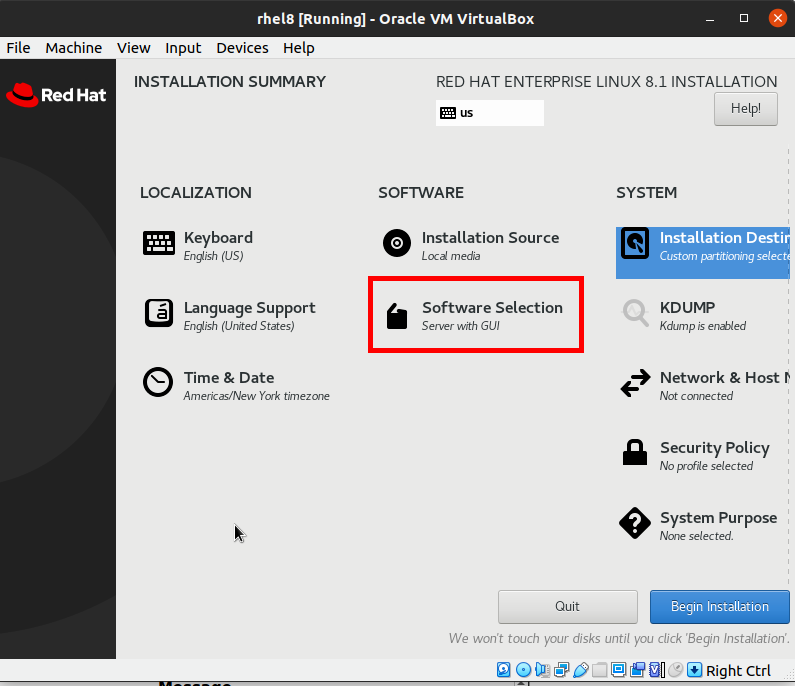 rhel8 [Running] - Oracle VM VirtualBox
File Machine View Input Devices Help
Red Hat
INSTALLATION SUMMARY
RED HAT ENTERPRISE LINUX 8.1 INSTALLATION
us
Help!
LOCALIZATION
Keyboard
English (US)
Language Support
English (United States)
Time & Date
Americas/New York timezone
SOFTWARE
Installation Source
Local media
Software Selection
Server with GUI
SYSTEM
Installation Destin
Custom partitioning selecte
KDUMP
Kdump is enabled
Network & Host N
Not connected
Security Policy
No profile selected
System Purpose
None selected.
Quit
Begin Installation
We won't touch your disks until you click 'Begin Installation'.
Right Ctrl